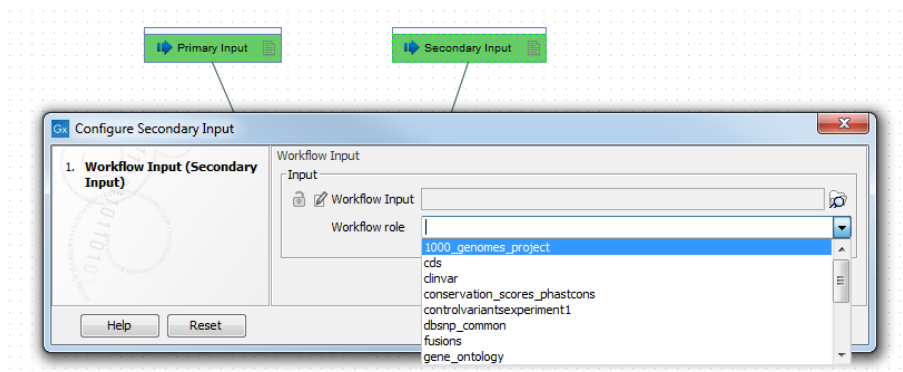 Primary Input
Secondary Input
Gx Configure Secondary Input
1. Workflow Input (Secondary
Input)
Workflow Input
Input
Workflow Input
Workflow role
1000_genomes_project
cds
clinvar
conservation_scores_phastcons
controlvariantsexperiment1
dbsnp_common
fusions
gene_ontology
Help
Reset